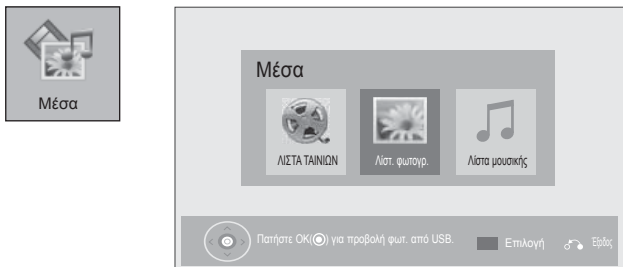 Μέσα
Μέσα
ΛΙΣΤΑ ΤΑΙΝΙΩΝ
Λίστ. φωτογρ.
Λίστα μουσικής
Πατήστε OK(◉) για προβολή φωτ. από USB.
Επιλογή
Έξοδος